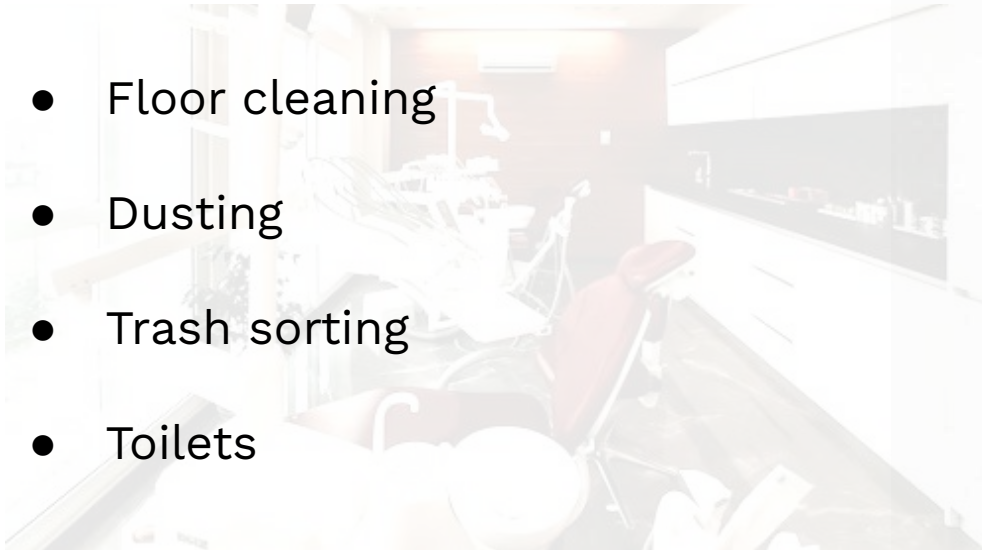 ● Floor cleaning
● Dusting
● Trash sorting
● Toilets